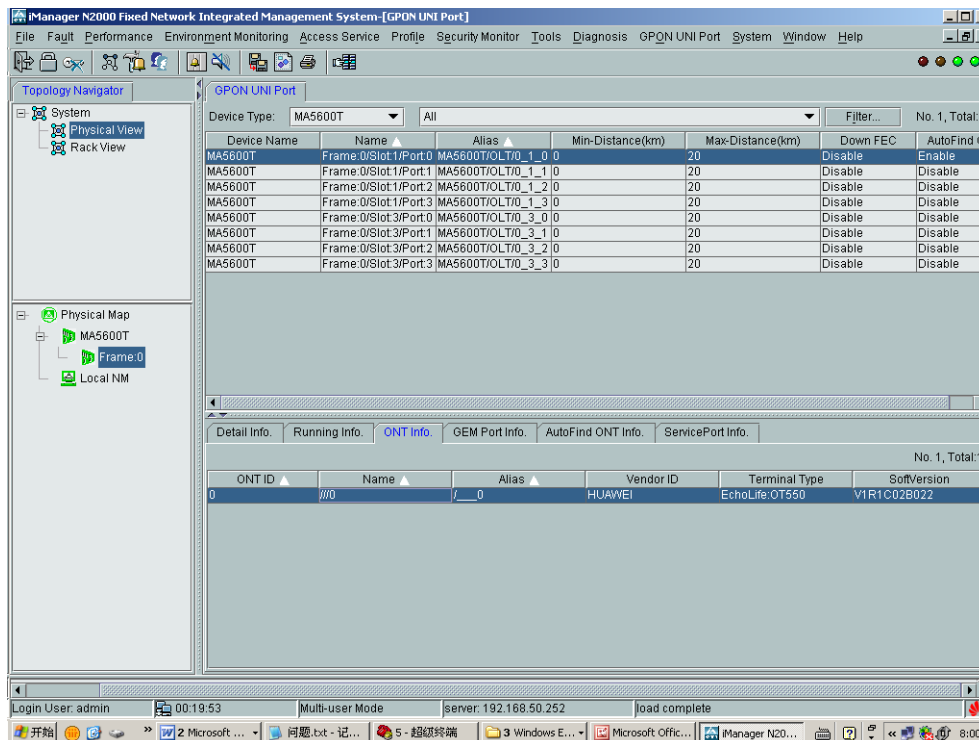 iManager N2000 Fixed Network Integrated Management System-[GPON UNI Port]
File Fault Performance Environment Monitoring Access Service Profile Security Monitor Tools Diagnosis GPON UNI Port System Window Help
Topology Navigator
System
Physical View
Rack View
Physical Map
MA5600T
Frame:0
Local NM
GPON UNI Port
Device Type: MA5600T All Filter... No. 1, Total:
Device Name Name Alias Min-Distance(km) Max-Distance(km) Down FEC AutoFind
MA5600T Frame:0/Slot:1/Port:0 MA5600T/OLT/0_1_0 0 20 Disable Enable
MA5600T Frame:0/Slot:1/Port:1 MA5600T/OLT/0_1_1 0 20 Disable Disable
MA5600T Frame:0/Slot:1/Port:2 MA5600T/OLT/0_1_2 0 20 Disable Disable
MA5600T Frame:0/Slot:1/Port:3 MA5600T/OLT/0_1_3 0 20 Disable Disable
MA5600T Frame:0/Slot:3/Port:0 MA5600T/OLT/0_3_0 0 20 Disable Disable
MA5600T Frame:0/Slot:3/Port:1 MA5600T/OLT/0_3_1 0 20 Disable Disable
MA5600T Frame:0/Slot:3/Port:2 MA5600T/OLT/0_3_2 0 20 Disable Disable
MA5600T Frame:0/Slot:3/Port:3 MA5600T/OLT/0_3_3 0 20 Disable Disable
Detail Info. Running Info. ONT Info. GEM Port Info. AutoFind ONT Info. ServicePort Info.
No. 1, Total:
ONT ID Name Alias Vendor ID Terminal Type SoftVersion
0 ///0 /___0 HUAWEI EchoLife:OT550 V1R1C02B022
Login User: admin 00:19:53 Multi-user Mode server: 192.168.50.252 load complete
开始 2 Microsoft ... 问题.txt - 记... 5 - 超级终端 3 Windows E... Microsoft Offic... iManager N20...